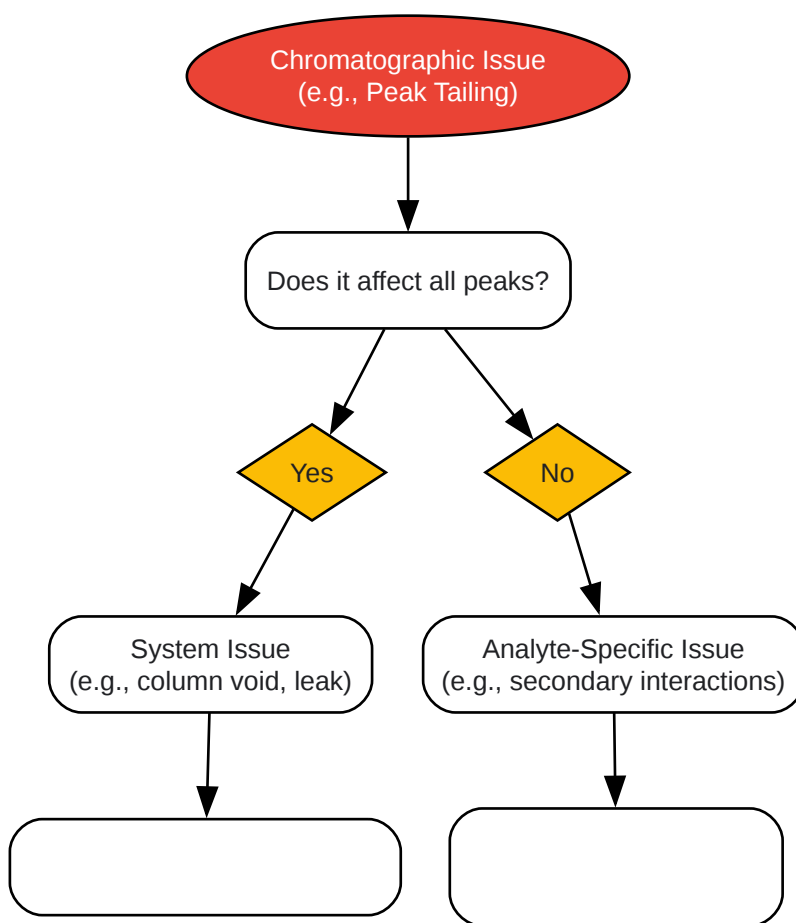 Chromatographic Issue
(e.g., Peak Tailing)
Does it affect all peaks?
Yes
No
System Issue
(e.g., column void, leak)
Analyte-Specific Issue
(e.g., secondary interactions)